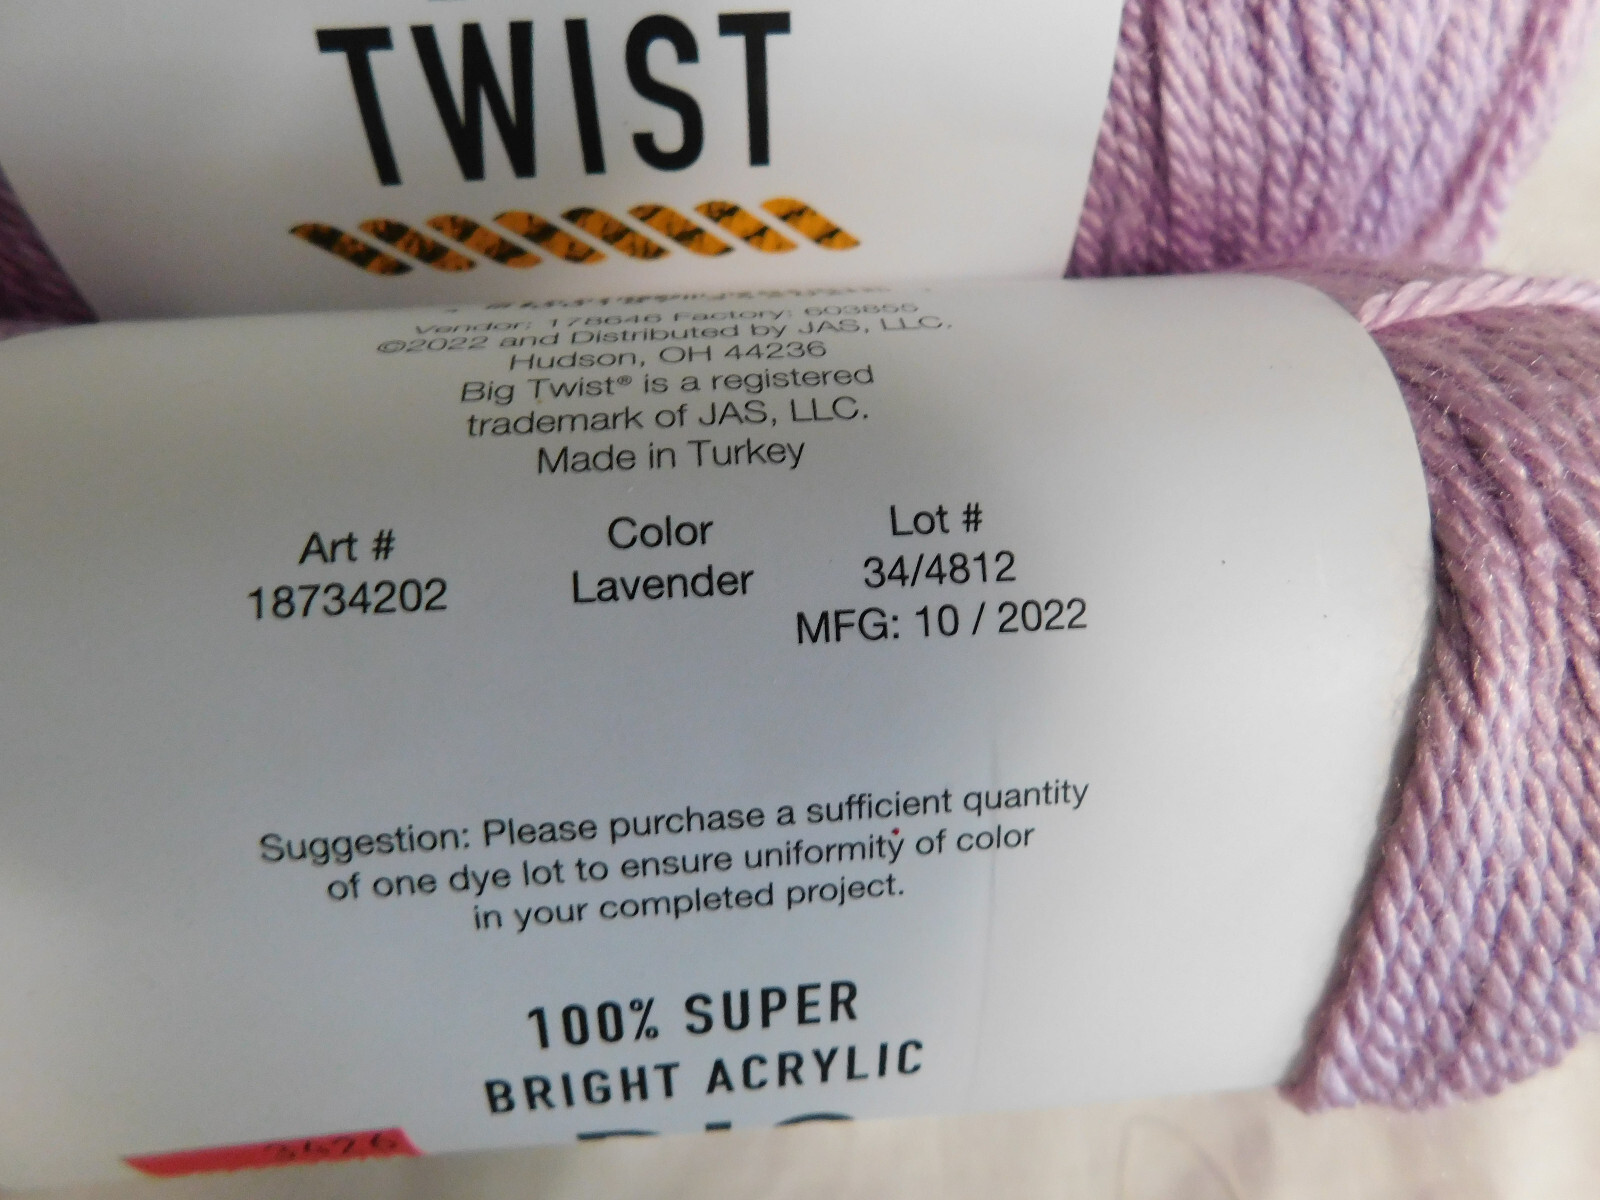 TWIST
Vendor: 178646 Factory: 603855
©2022 and Distributed by JAS, LLC.
Hudson, OH 44236
Big Twist® is a registered
trademark of JAS, LLC.
Made in Turkey
Art #
18734202
Color
Lavender
Lot #
34/4812
MFG: 10 / 2022
Suggestion: Please purchase a sufficient quantity
of one dye lot to ensure uniformity of color
in your completed project.
100% SUPER
BRIGHT ACRYLIC